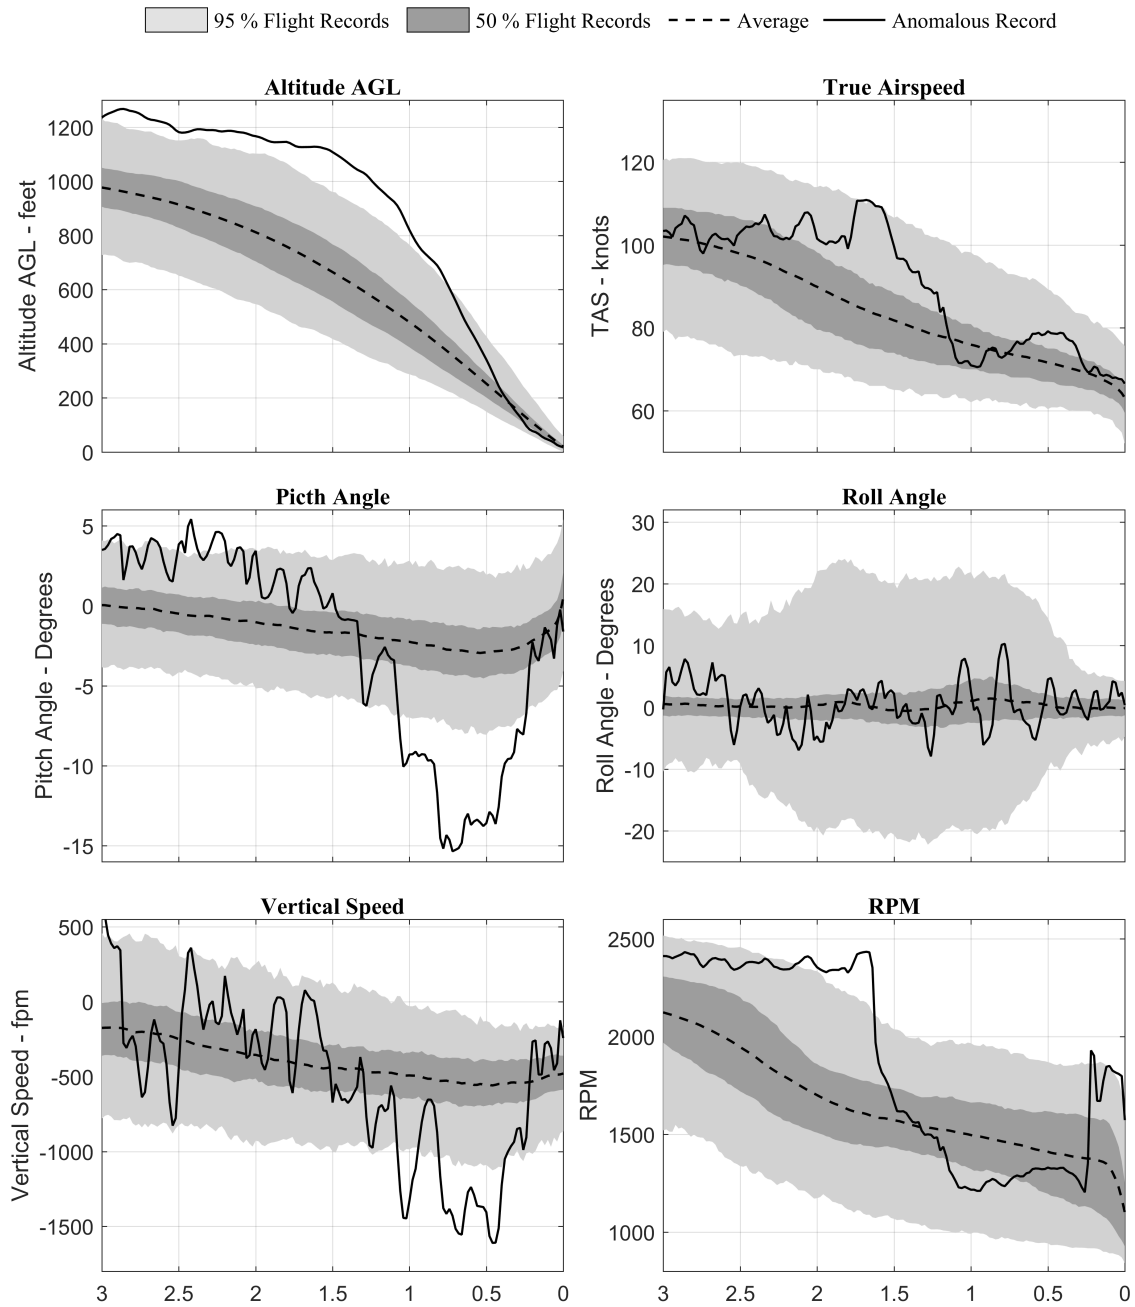 95 % Flight Records 50 % Flight Records Average Anomalous Record
Altitude AGL
True Airspeed
1200
1000
800
600
400
200
0
Altitude AGL - feet
120
100
80
60
TAS - knots
Picth Angle
Roll Angle
5
0
-5
-10
-15
Pitch Angle - Degrees
30
20
10
0
-10
-20
Roll Angle - Degrees
Vertical Speed
RPM
500
0
-500
-1000
-1500
Vertical Speed - fpm
2500
2000
1500
1000
RPM
3 2.5 2 1.5 1 0.5 0
3 2.5 2 1.5 1 0.5 0